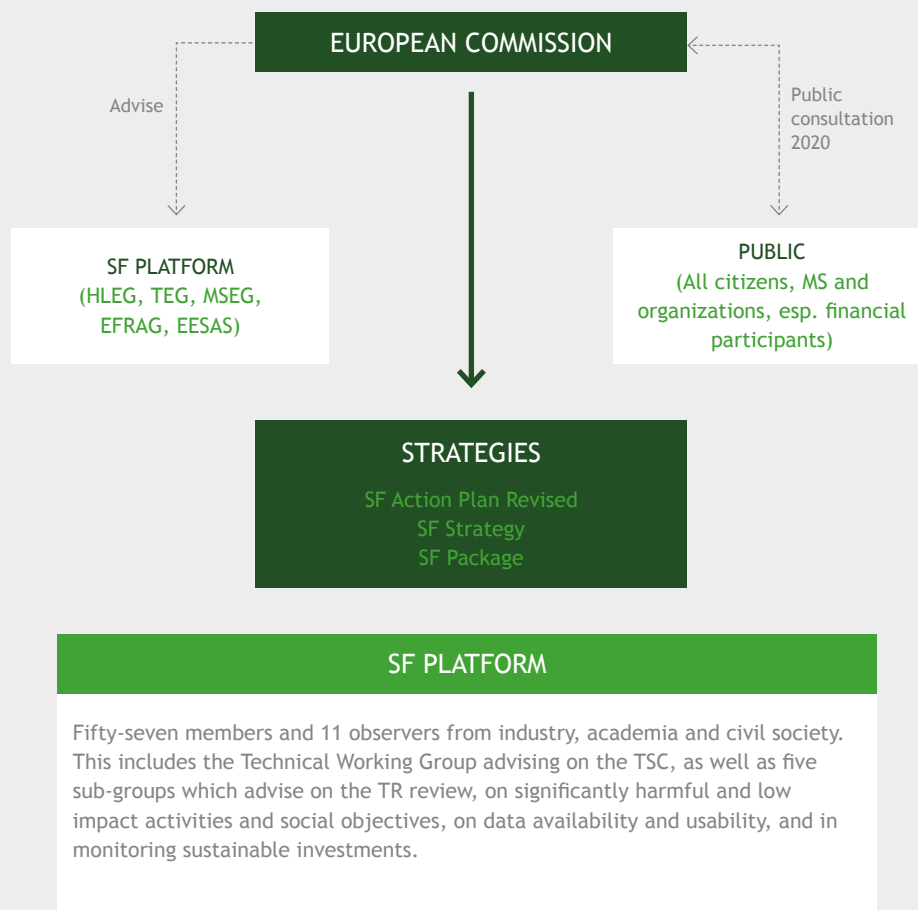 EUROPEAN COMMISSION
Advise
Public
consultation
2020
SF PLATFORM
(HLEG, TEG, MSEG,
EFRAG, EESAS)
PUBLIC
(All citizens, MS and
organizations, esp. financial
participants)
STRATEGIES
SF Action Plan Revised
SF Strategy
SF Package
SF PLATFORM
Fifty-seven members and 11 observers from industry, academia and civil society.
This includes the Technical Working Group advising on the TSC, as well as five
sub-groups which advise on the TR review, on significantly harmful and low
impact activities and social objectives, on data availability and usability, and in
monitoring sustainable investments.